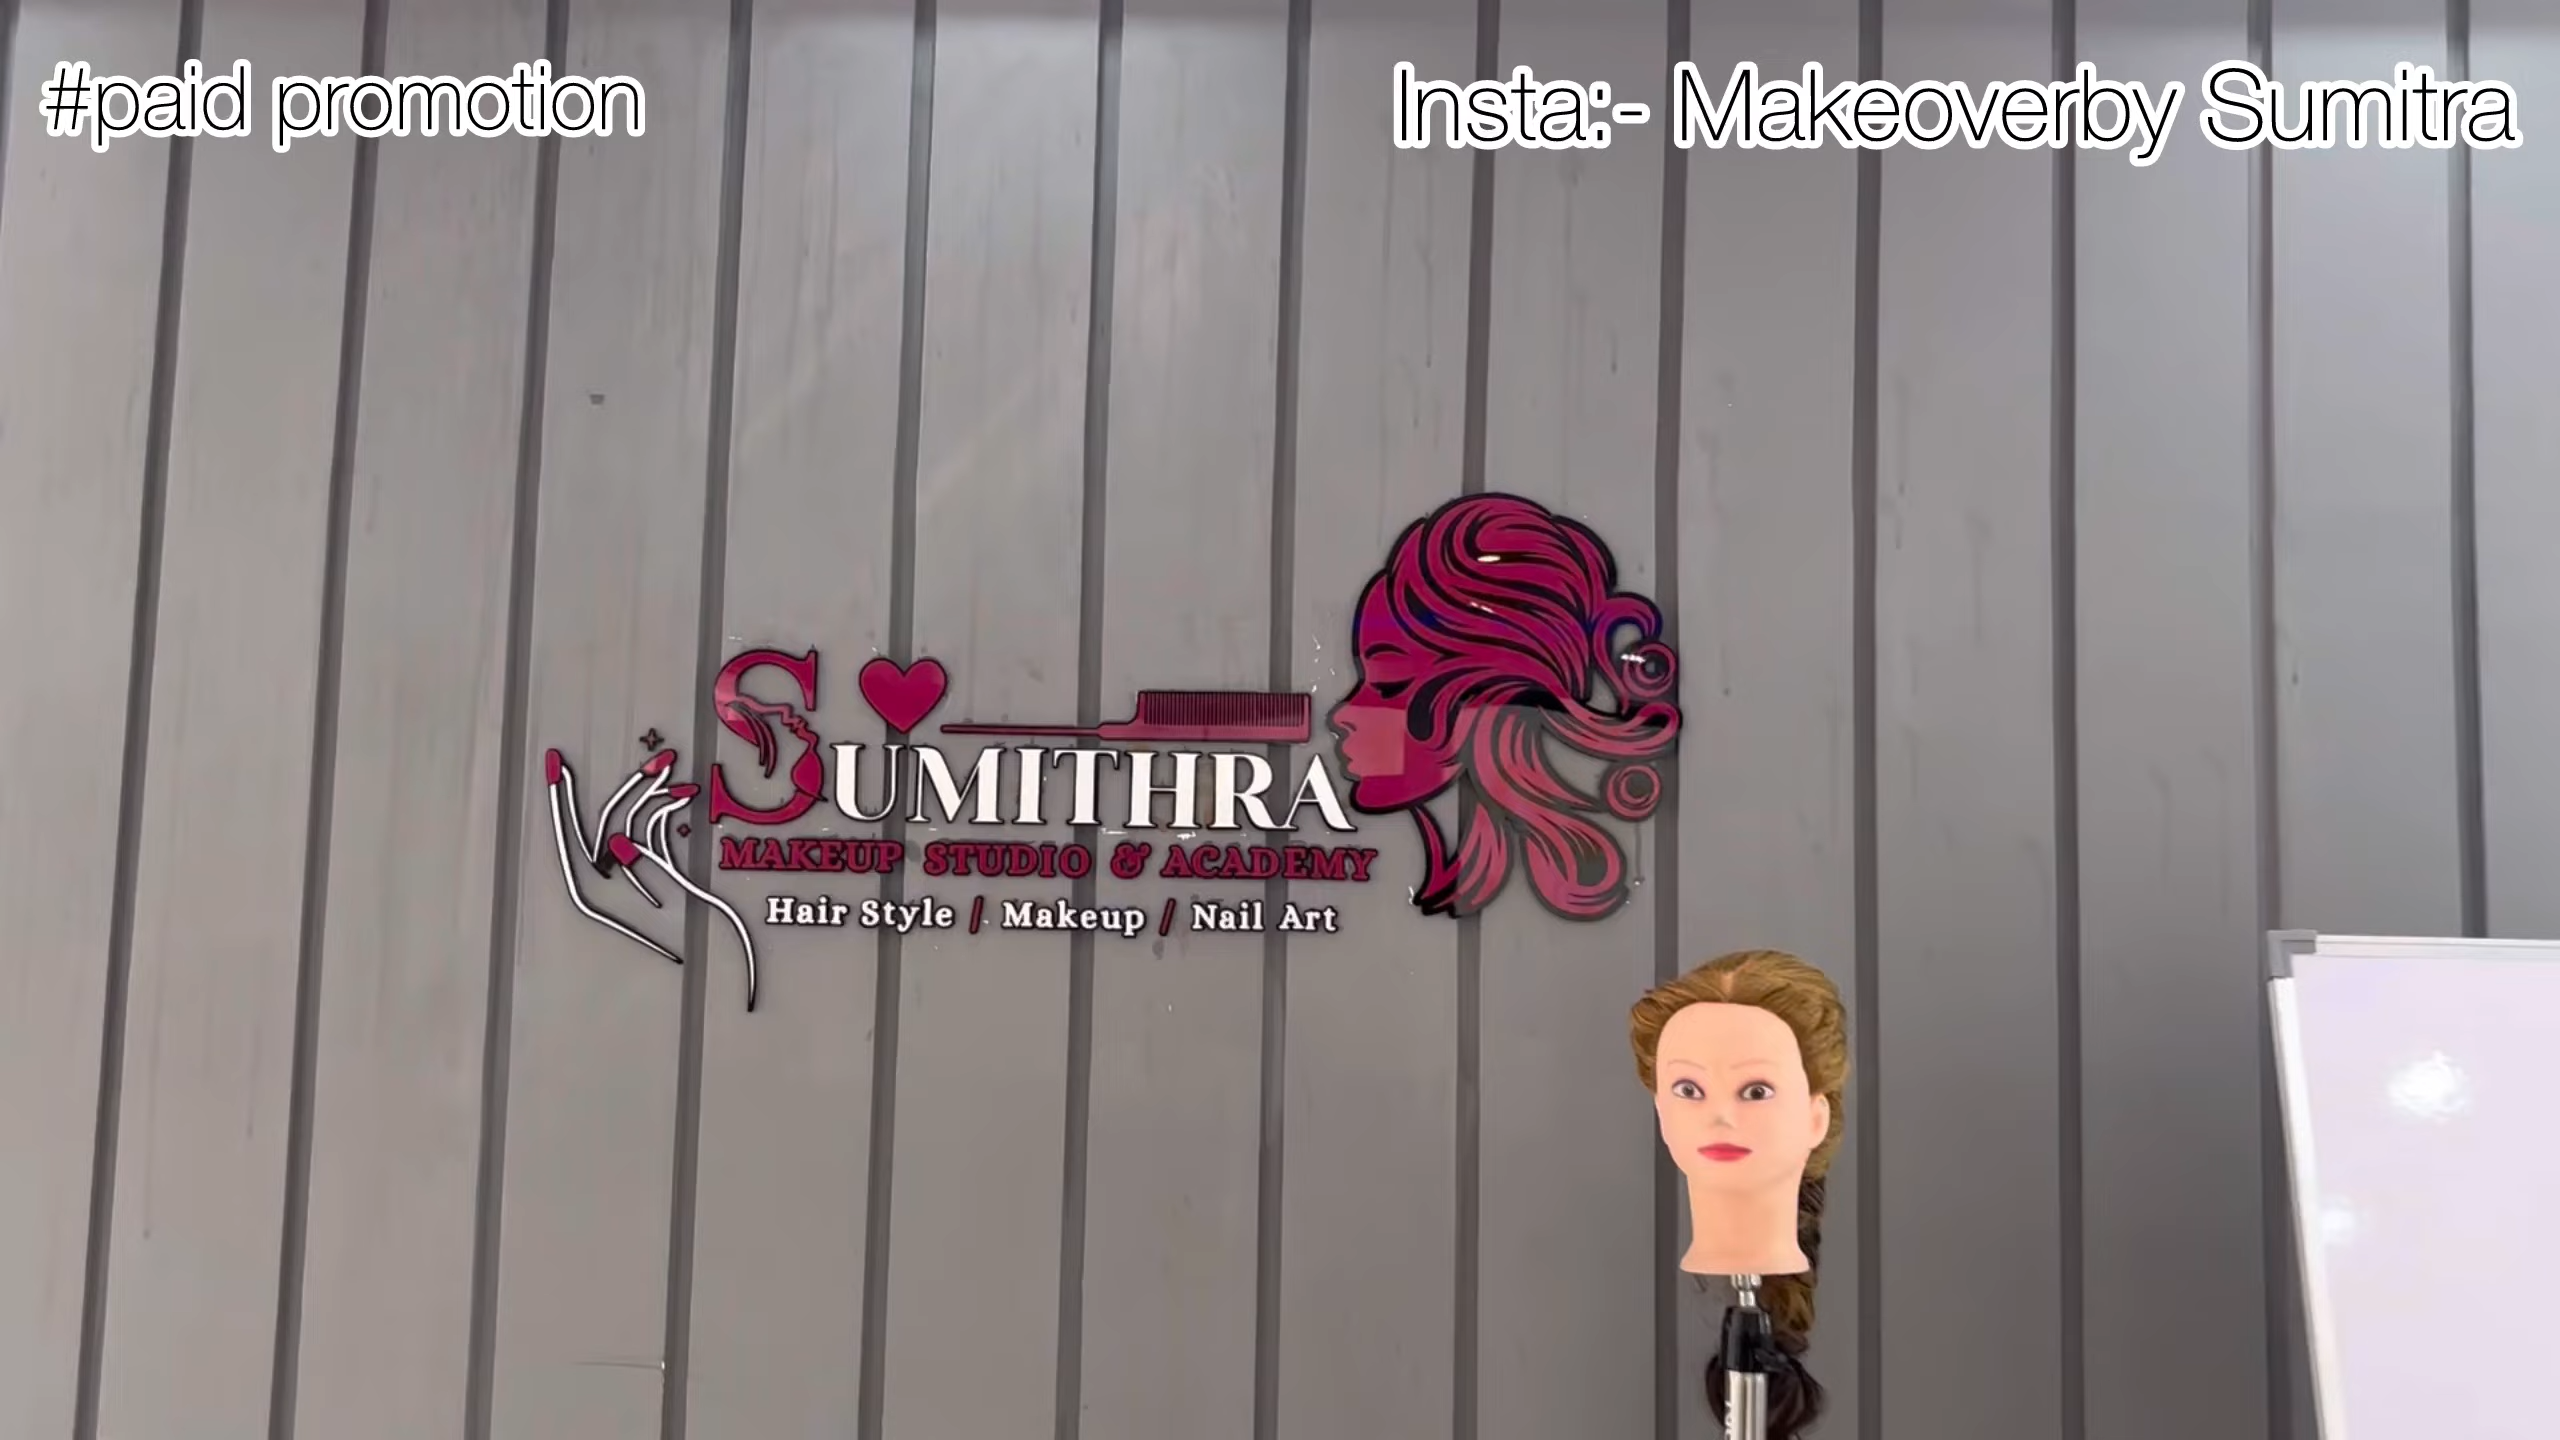 #paid promotion
Insta:- Makeoverby Sumitra
SUMITHRA
MAKEUP STUDIO & ACADEMY
Hair Style / Makeup / Nail Art